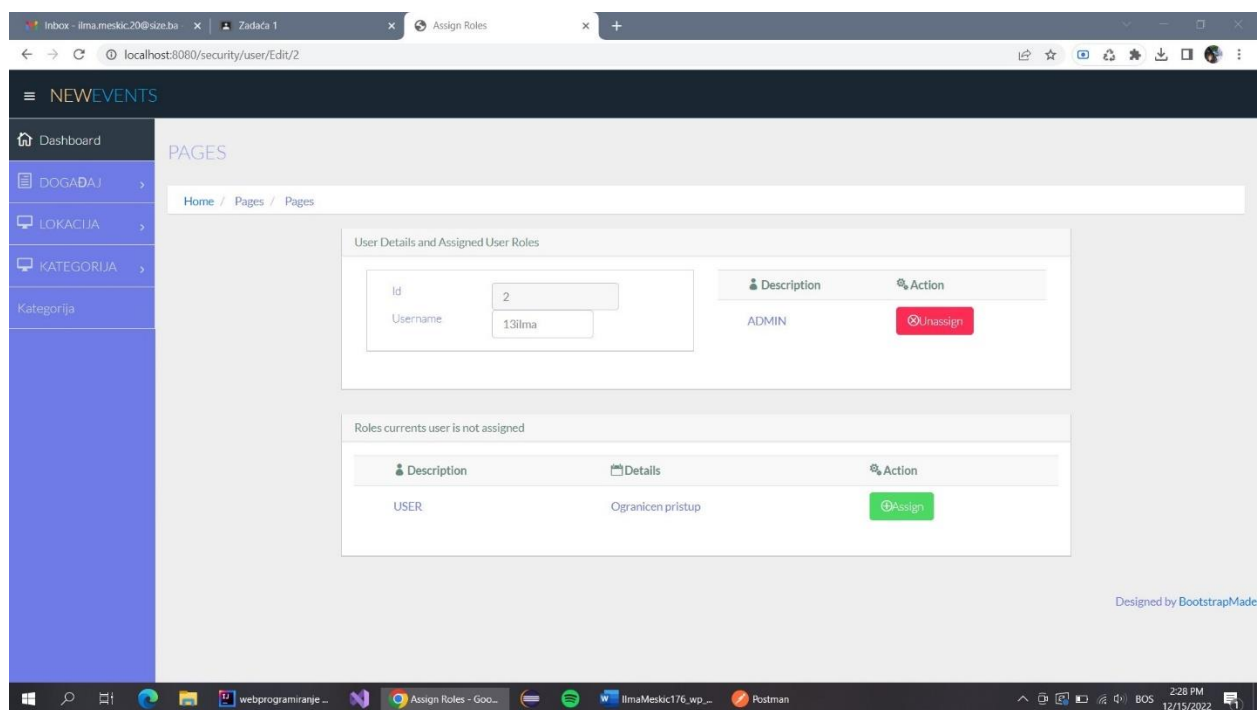 Inbox - ilma.meskic.20@size.ba
Zadaća 1
Assign Roles
localhost:8080/security/user/Edit/2
NEWEVENTS
Dashboard
DOGAĐAJ
LOKACIJA
KATEGORIJA
Kategorija
PAGES
Home / Pages / Pages
User Details and Assigned User Roles
Id
2
Username
13ilma
Description
Action
ADMIN
Unassign
Roles currents user is not assigned
Description
Details
Action
USER
Ogranicen pristup
Assign
Designed by BootstrapMade
webprogramiranje ...
Assign Roles - Goo...
IlmaMeskic176_wp_...
Postman
BOS
2:28 PM
12/15/2022